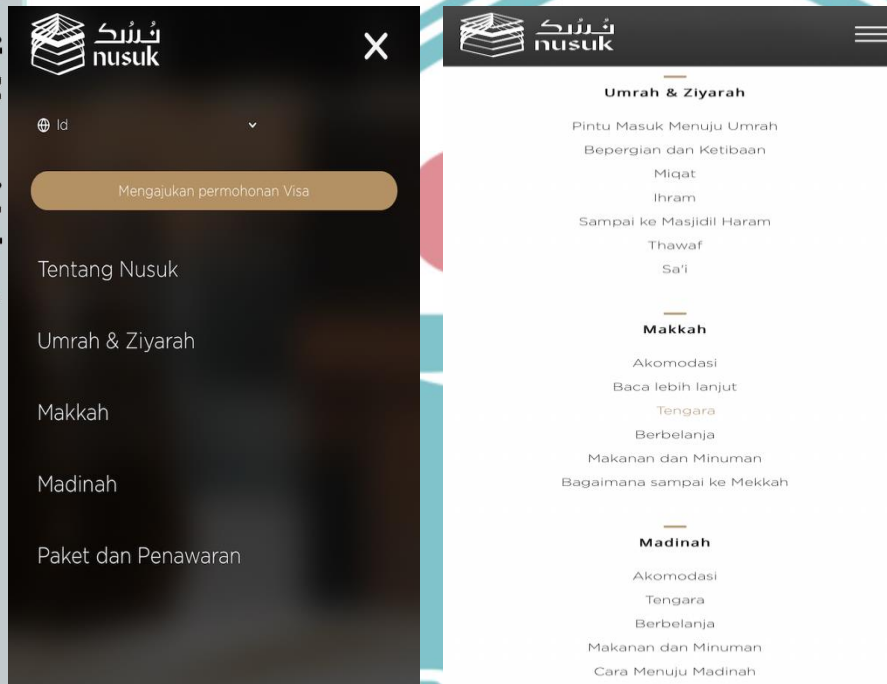 نُسُك
nusuk
Id
Mengajukan permohonan Visa
Tentang Nusuk
Umrah & Ziyarah
Makkah
Madinah
Paket dan Penawaran
نُسُك
nusuk
Umrah & Ziyarah
Pintu Masuk Menuju Umrah
Bepergian dan Ketibaan
Miqat
Ihram
Sampai ke Masjidil Haram
Thawaf
Sa'i
Makkah
Akomodasi
Baca lebih lanjut
Tengara
Berbelanja
Makanan dan Minuman
Bagaimana sampai ke Mekkah
Madinah
Akomodasi
Tengara
Berbelanja
Makanan dan Minuman
Cara Menuju Madinah